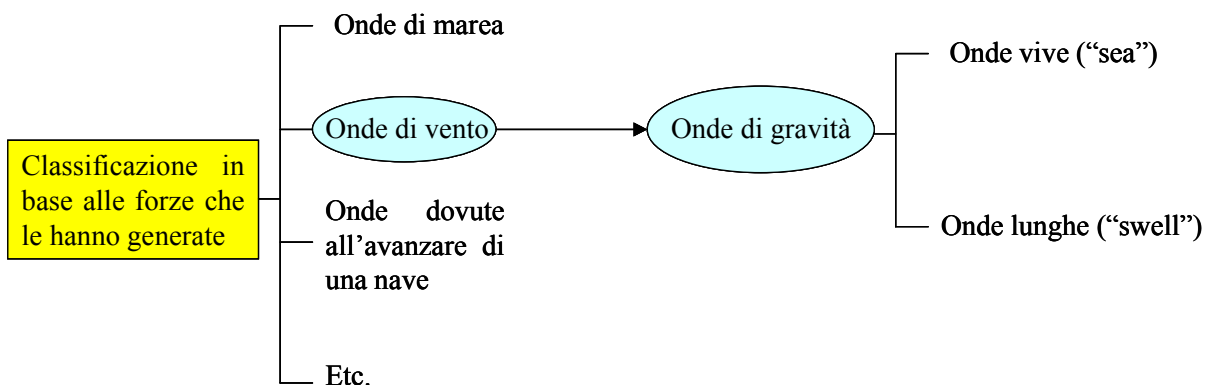 Classificazione in
base alle forze che
le hanno generate
Onde di marea
Onde di vento
Onde dovute
all’avanzare di
una nave
Etc.
Onde di gravità
Onde vive (“sea”)
Onde lunghe (“swell”)